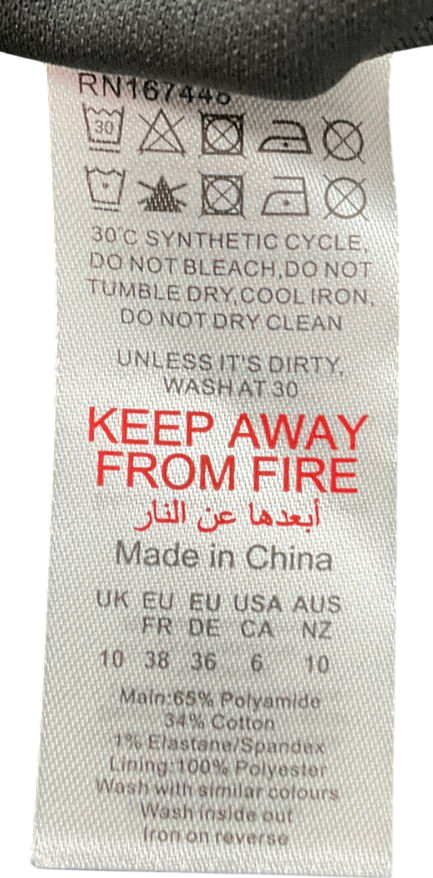 RN167446
30
30°C SYNTHETIC CYCLE,
DO NOT BLEACH,DO NOT
TUMBLE DRY,COOL IRON,
DO NOT DRY CLEAN
UNLESS IT'S DIRTY,
WASH AT 30
KEEP AWAY
FROM FIRE
أبعدها عن النار
Made in China
UK EU EU USA AUS
FR DE CA NZ
10 38 36 6 10
Main:65% Polyamide
34% Cotton
1% Elastane/Spandex
Lining:100% Polyester
Wash with similar colours
Wash inside out
Iron on reverse